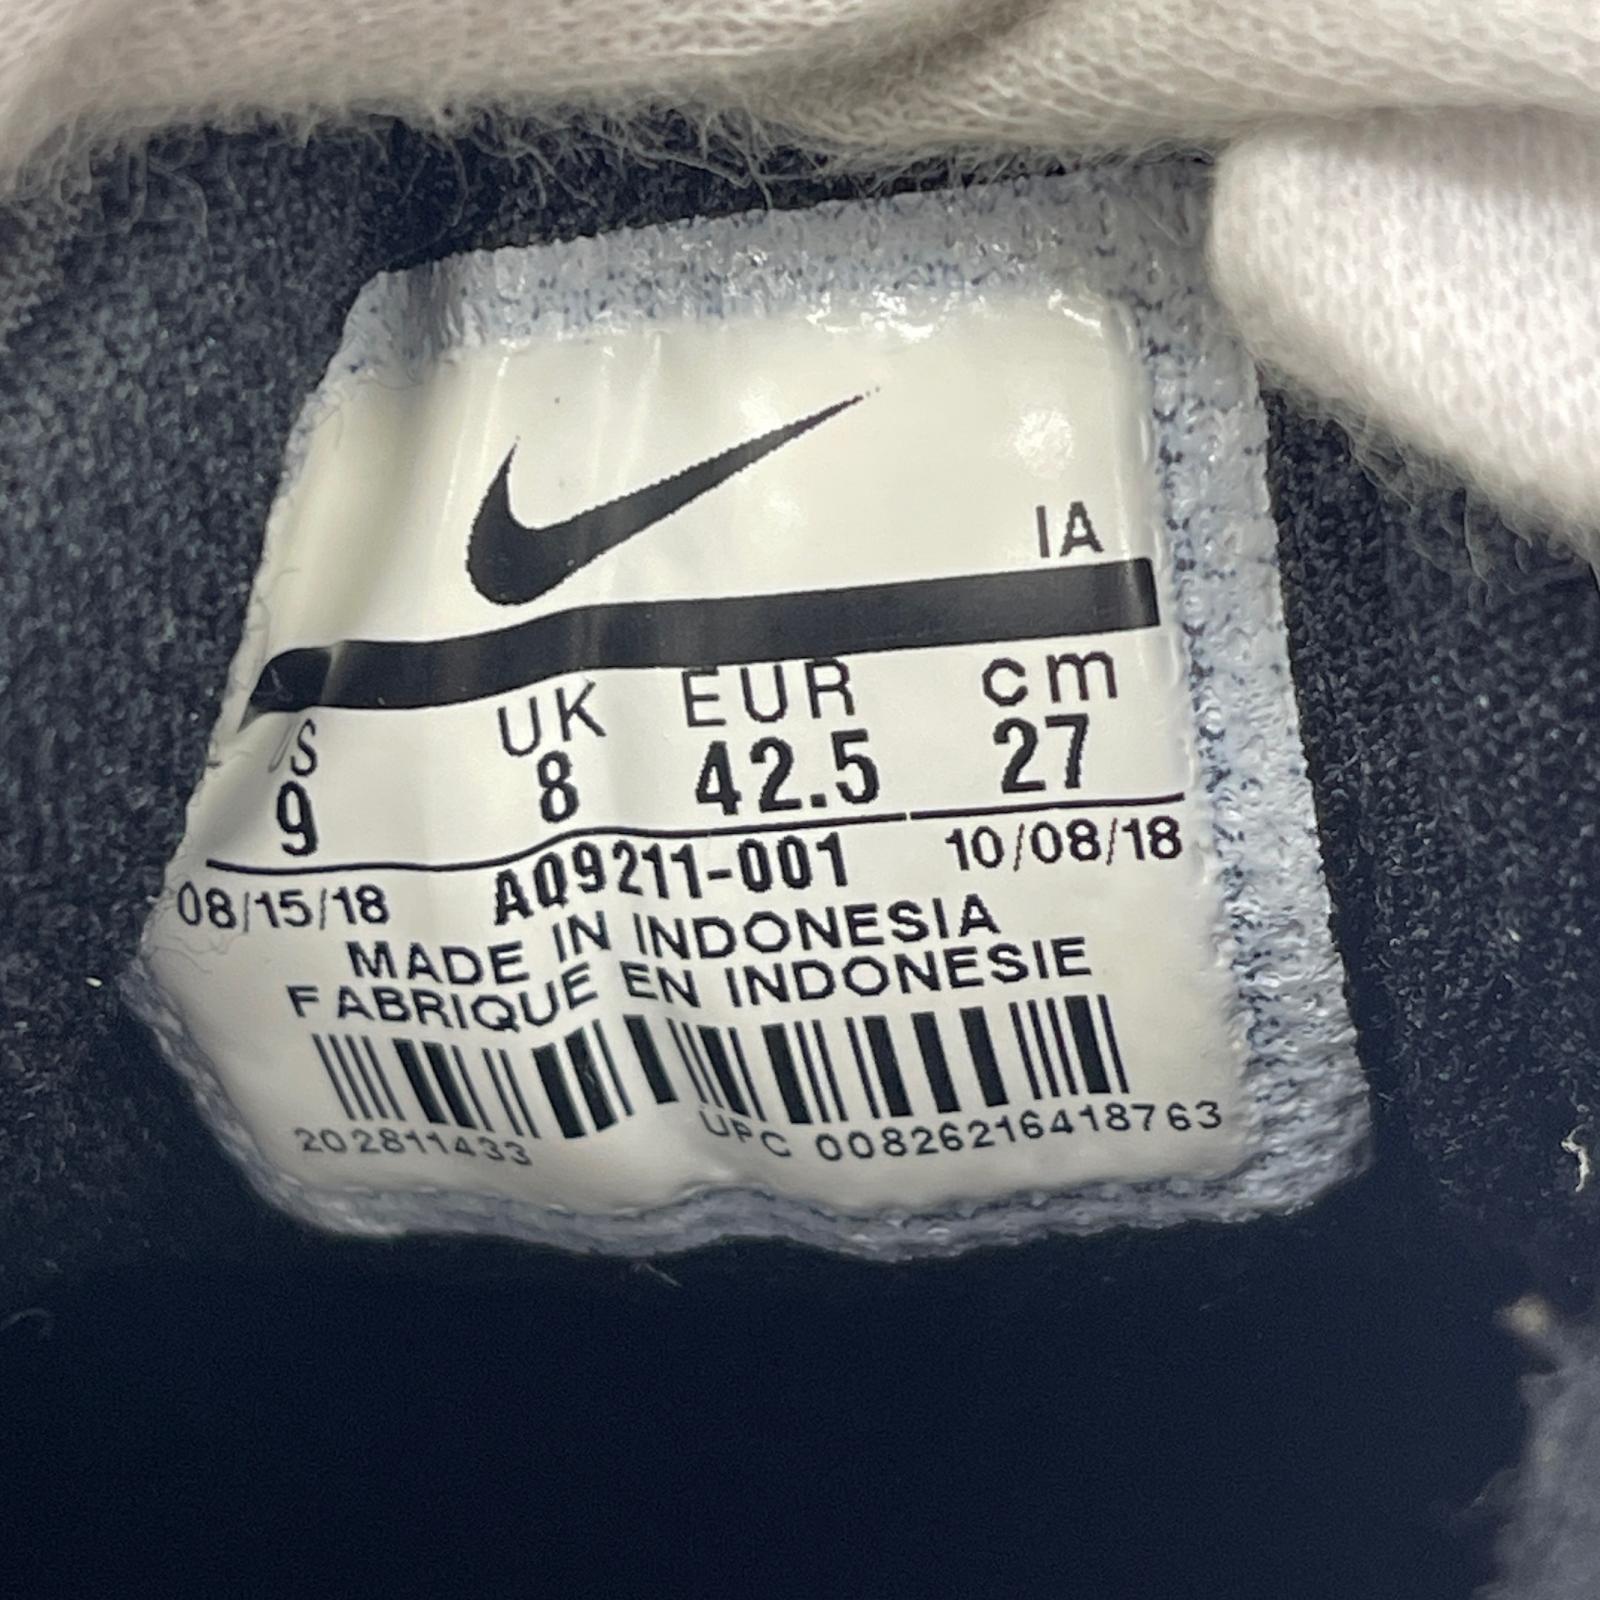 IA
US UK EUR cm
9 8 42.5 27
08/15/18 AQ9211-001 10/08/18
MADE IN INDONESIA
FABRIQUE EN INDONESIE
202811433 UPC 00826216418763